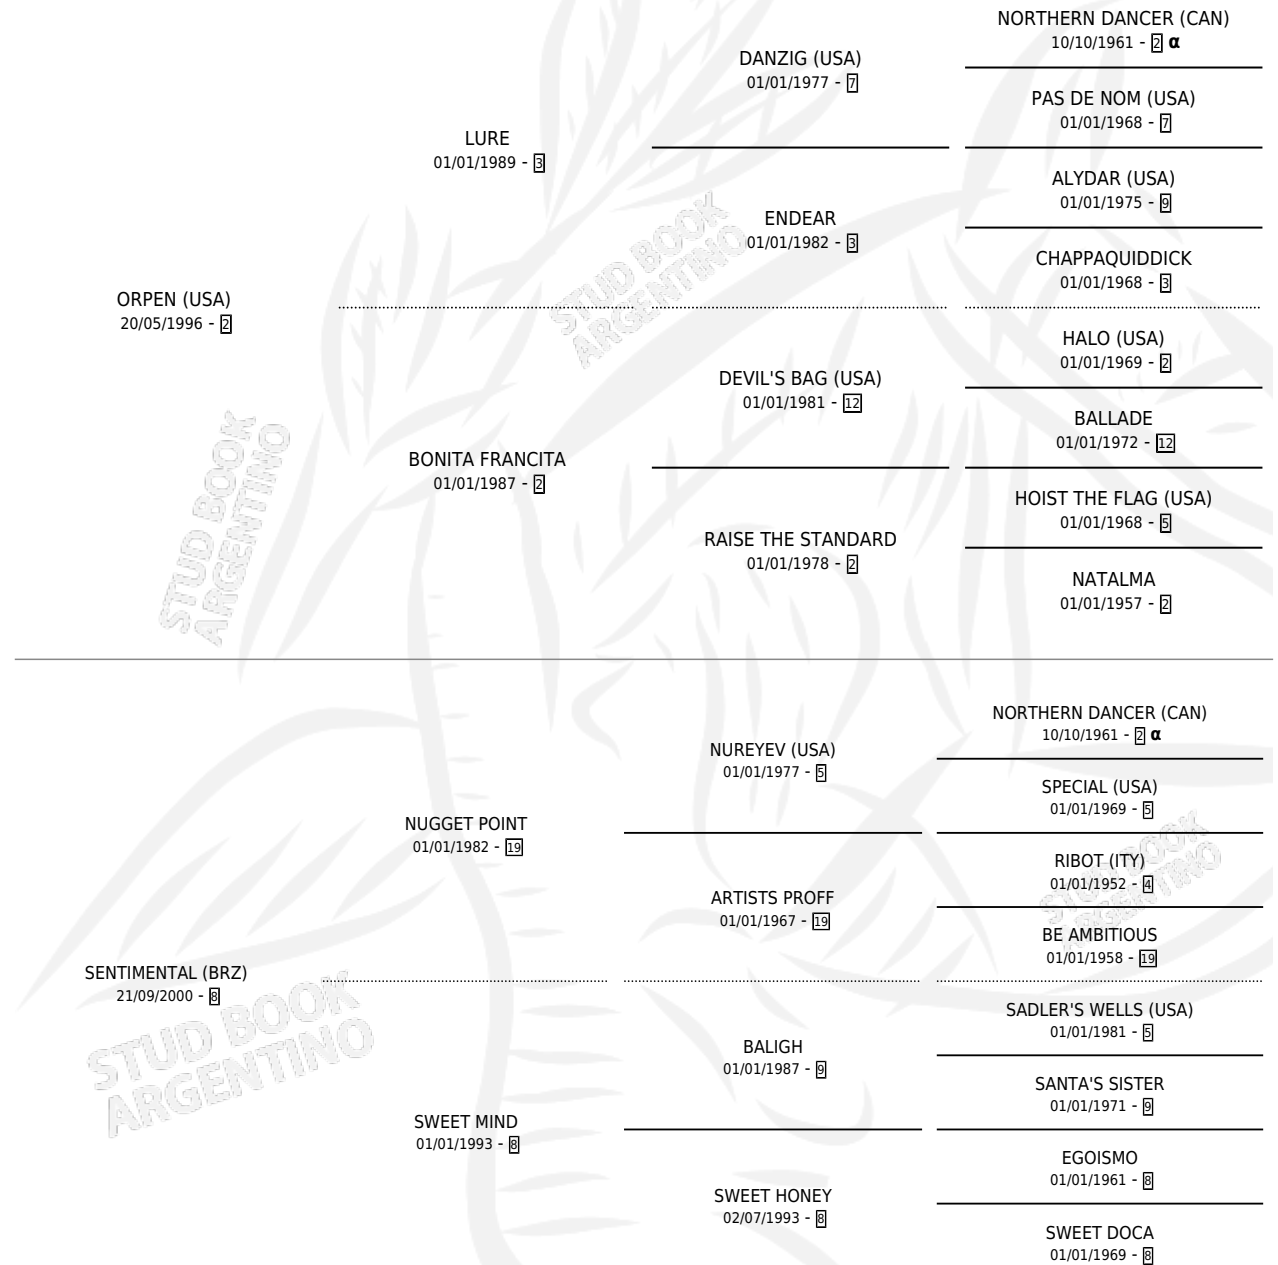 NORTHERN DANCER (CAN)
10/10/1961 - 2 α
DANZIG (USA)
01/01/1977 - 7
PAS DE NOM (USA)
01/01/1968 - 7
LURE
01/01/1989 - 3
ALYDAR (USA)
01/01/1975 - 9
ENDEAR
01/01/1982 - 3
CHAPPAQUIDDICK
01/01/1968 - 3
ORPEN (USA)
20/05/1996 - 2
HALO (USA)
01/01/1969 - 2
DEVIL'S BAG (USA)
01/01/1981 - 12
BALLADE
01/01/1972 - 12
BONITA FRANCITA
01/01/1987 - 2
HOIST THE FLAG (USA)
01/01/1968 - 5
RAISE THE STANDARD
01/01/1978 - 2
NATALMA
01/01/1957 - 2
STUD BOOK
ARGENTINO
STUD BOOK
ARGENTINO
NORTHERN DANCER (CAN)
10/10/1961 - 2 α
NUREYEV (USA)
01/01/1977 - 5
SPECIAL (USA)
01/01/1969 - 5
NUGGET POINT
01/01/1982 - 19
RIBOT (ITY)
01/01/1952 - 4
ARTISTS PROFF
01/01/1967 - 19
BE AMBITIOUS
01/01/1958 - 19
SENTIMENTAL (BRZ)
21/09/2000 - 8
SADLER'S WELLS (USA)
01/01/1981 - 5
BALIGH
01/01/1987 - 9
SANTA'S SISTER
01/01/1971 - 9
SWEET MIND
01/01/1993 - 8
EGOISMO
01/01/1961 - 8
SWEET HONEY
02/07/1993 - 8
SWEET DOCA
01/01/1969 - 8
STUD BOOK
ARGENTINO
STUD BOOK
ARGENTINO